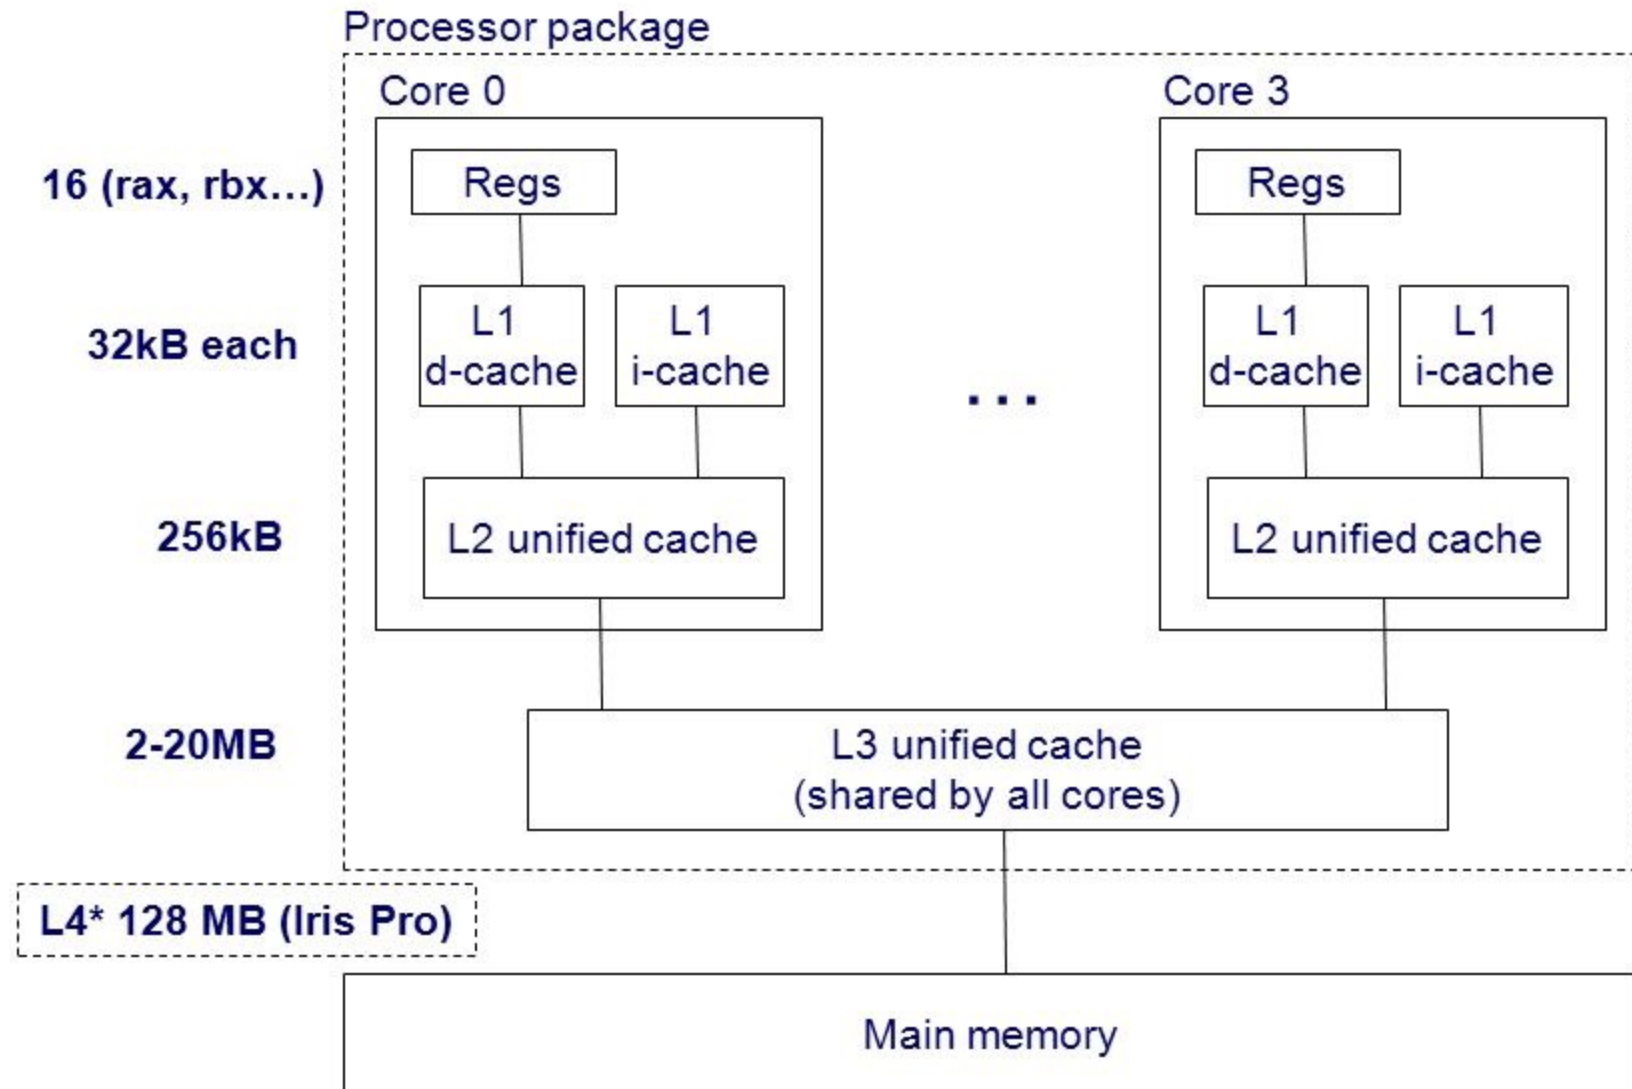 Processor package
Core 0
Core 3
16 (rax, rbx...)
Regs
Regs
32kB each
L1
d-cache
L1
i-cache
...
L1
d-cache
L1
i-cache
256kB
L2 unified cache
L2 unified cache
2-20MB
L3 unified cache
(shared by all cores)
L4* 128 MB (Iris Pro)
Main memory